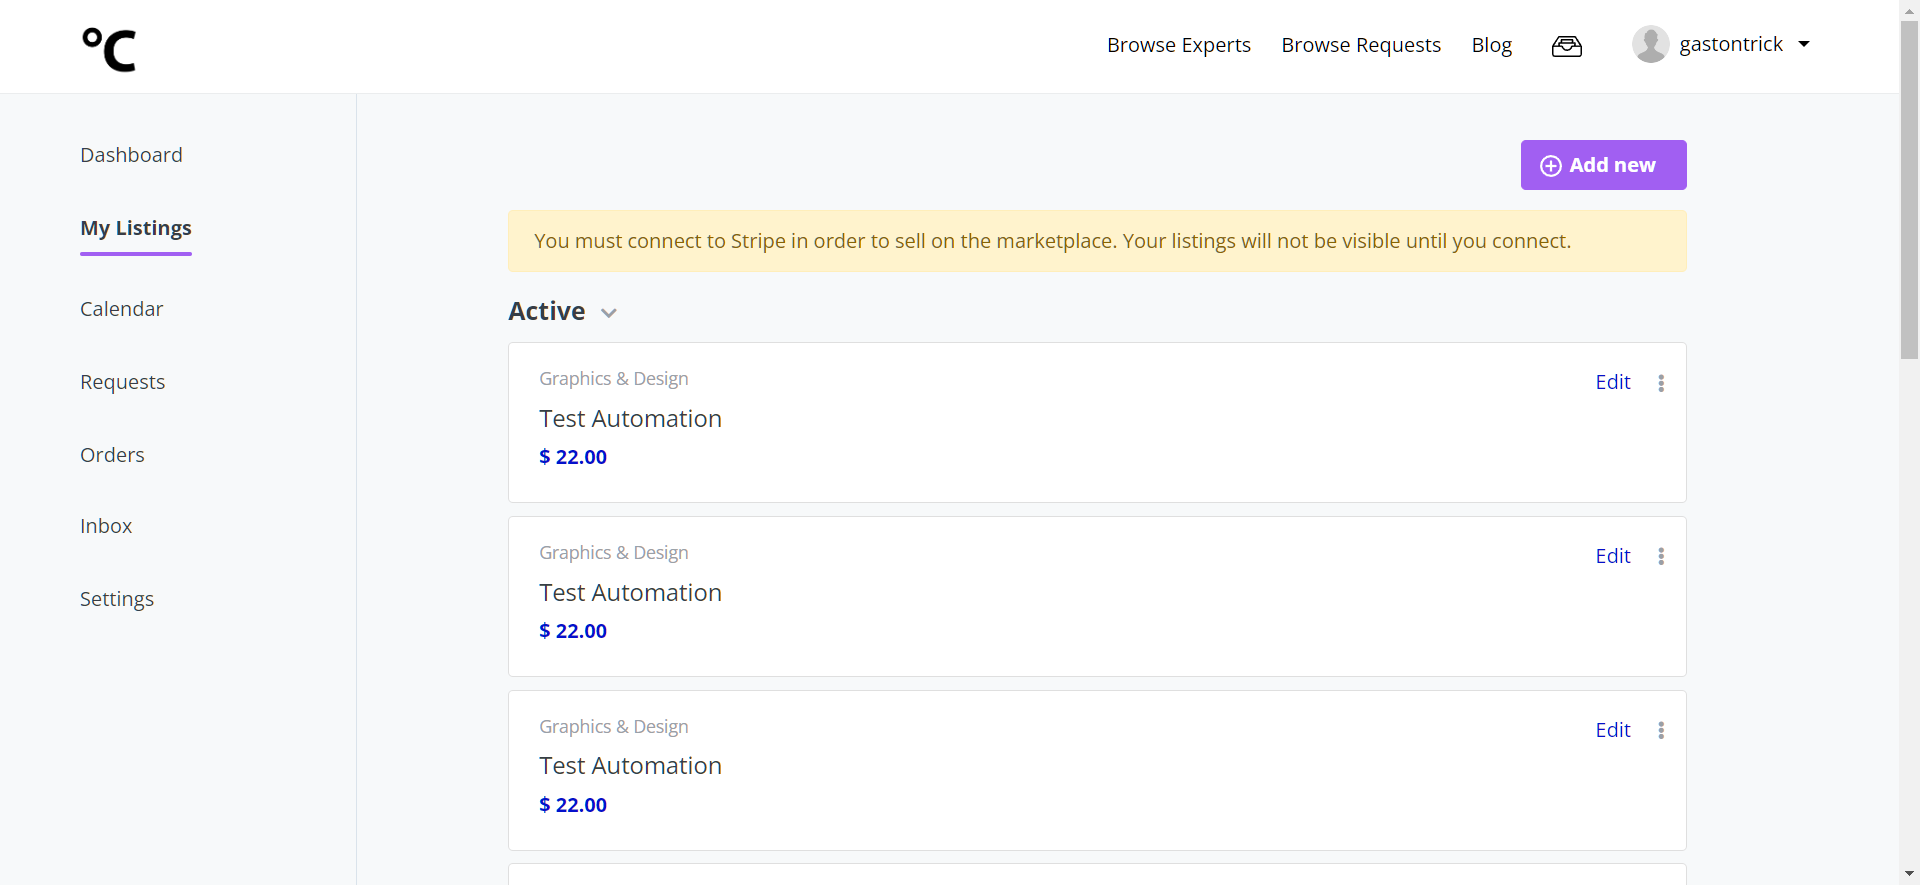 °C
Browse Experts
Browse Requests
Blog
gastontrick
Dashboard
My Listings
Calendar
Requests
Orders
Inbox
Settings
Add new
You must connect to Stripe in order to sell on the marketplace. Your listings will not be visible until you connect.
Active
Graphics & Design
Edit
Test Automation
$ 22.00
Graphics & Design
Edit
Test Automation
$ 22.00
Graphics & Design
Edit
Test Automation
$ 22.00